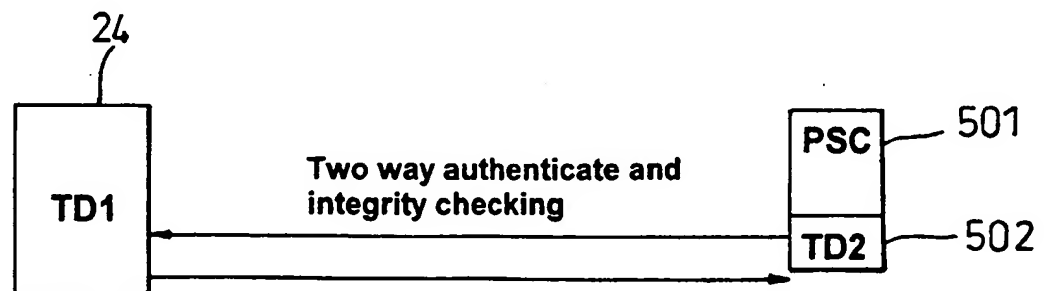 24
PSC
501
Two way authenticate and
integrity checking
TD1
TD2
502